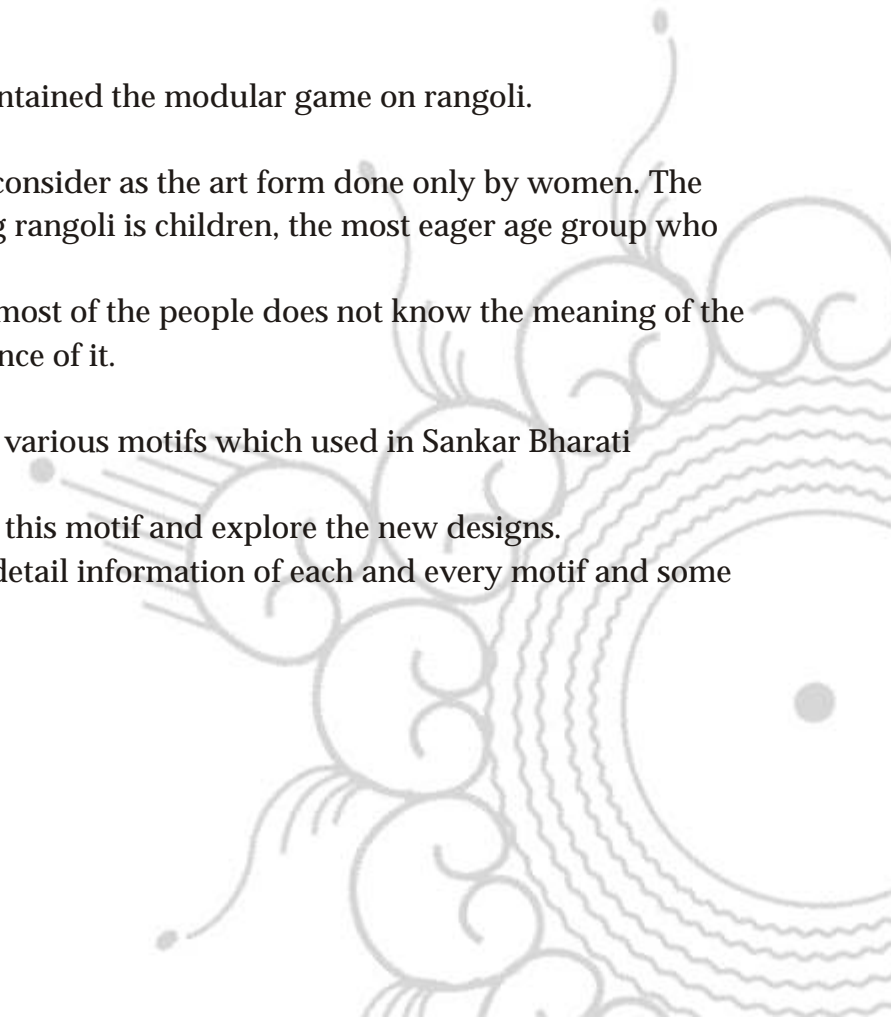 ntained the modular game on rangoli.
consider as the art form done only by women. The
g rangoli is children, the most eager age group who
most of the people does not know the meaning of the
nce of it.
various motifs which used in Sankar Bharati
this motif and explore the new designs.
detail information of each and every motif and some